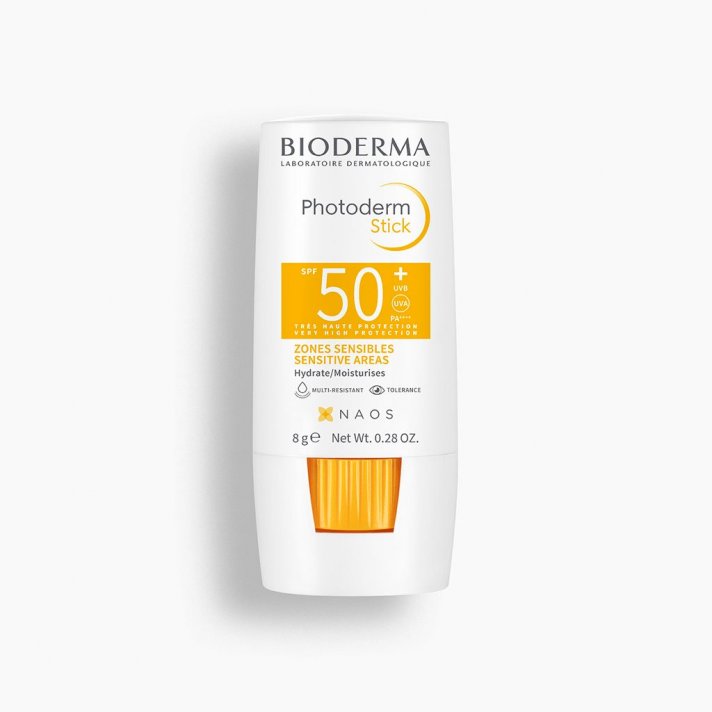 BIODERMA
LABORATOIRE DERMATOLOGIQUE
Photoderm
Stick
SPF 50+
UVB
UVA
PA++++
TRÈS HAUTE PROTECTION
VERY HIGH PROTECTION
ZONES SENSIBLES
SENSITIVE AREAS
Hydrate/Moisturises
MULTI-RESISTANT TOLERANCE
NAOS
8 g℮ Net Wt. 0.28 OZ.